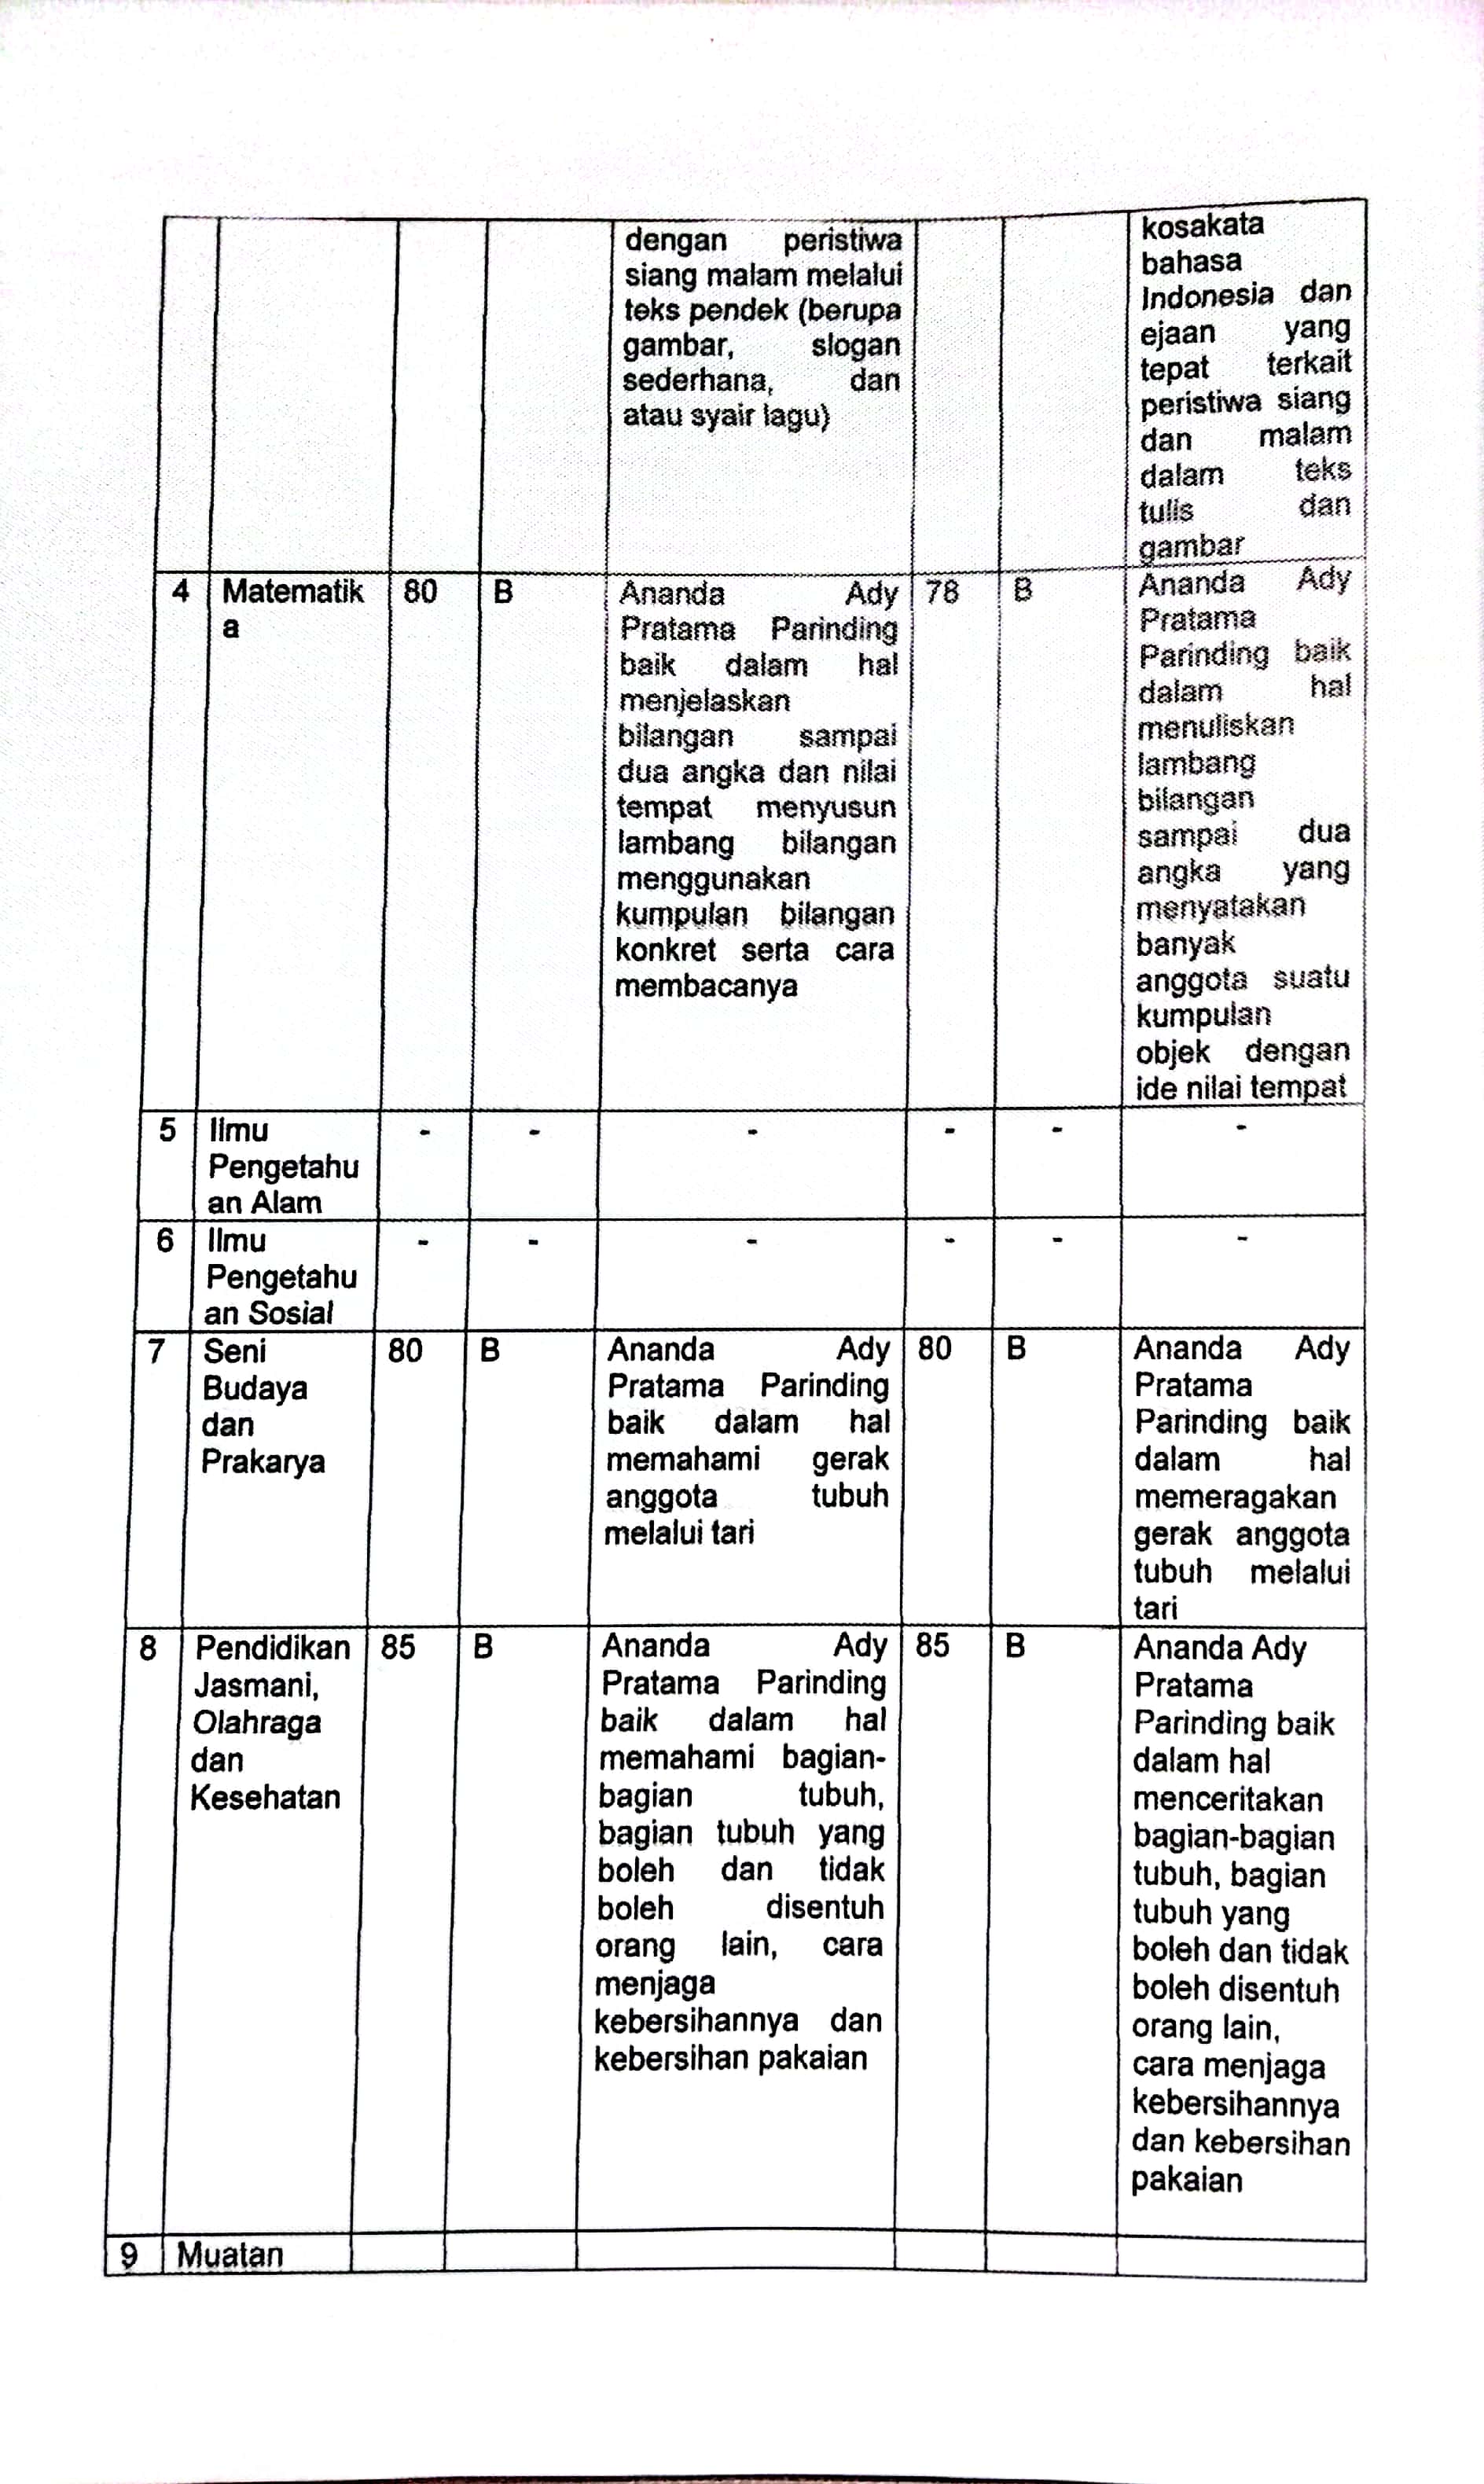 dengan peristiwa
siang malam melalui
teks pendek (berupa
gambar, slogan
sederhana, dan
atau syair lagu)
kosakata
bahasa
Indonesia dan
ejaan yang
tepat terkait
peristiwa siang
dan malam
dalam teks
tulis dan
gambar
4
Matematik
a
80
B
Ananda Ady
Pratama Parinding
baik dalam hal
menjelaskan
bilangan sampai
dua angka dan nilai
tempat menyusun
lambang bilangan
menggunakan
kumpulan bilangan
konkret serta cara
membacanya
78
B
Ananda Ady
Pratama
Parinding baik
dalam hal
menuliskan
lambang
bilangan
sampai dua
angka yang
menyatakan
banyak
anggota suatu
kumpulan
objek dengan
ide nilai tempat
5
Ilmu
Pengetahu
an Alam
-
-
-
-
-
-
6
Ilmu
Pengetahu
an Sosial
-
-
-
-
-
-
7
Seni
Budaya
dan
Prakarya
80
B
Ananda Ady
Pratama Parinding
baik dalam hal
memahami gerak
anggota tubuh
melalui tari
80
B
Ananda Ady
Pratama
Parinding baik
dalam hal
memeragakan
gerak anggota
tubuh melalui
tari
8
Pendidikan
Jasmani,
Olahraga
dan
Kesehatan
85
B
Ananda Ady
Pratama Parinding
baik dalam hal
memahami bagian-
bagian tubuh,
bagian tubuh yang
boleh dan tidak
boleh disentuh
orang lain, cara
menjaga
kebersihannya dan
kebersihan pakaian
85
B
Ananda Ady
Pratama
Parinding baik
dalam hal
menceritakan
bagian-bagian
tubuh, bagian
tubuh yang
boleh dan tidak
boleh disentuh
orang lain,
cara menjaga
kebersihannya
dan kebersihan
pakaian
9
Muatan